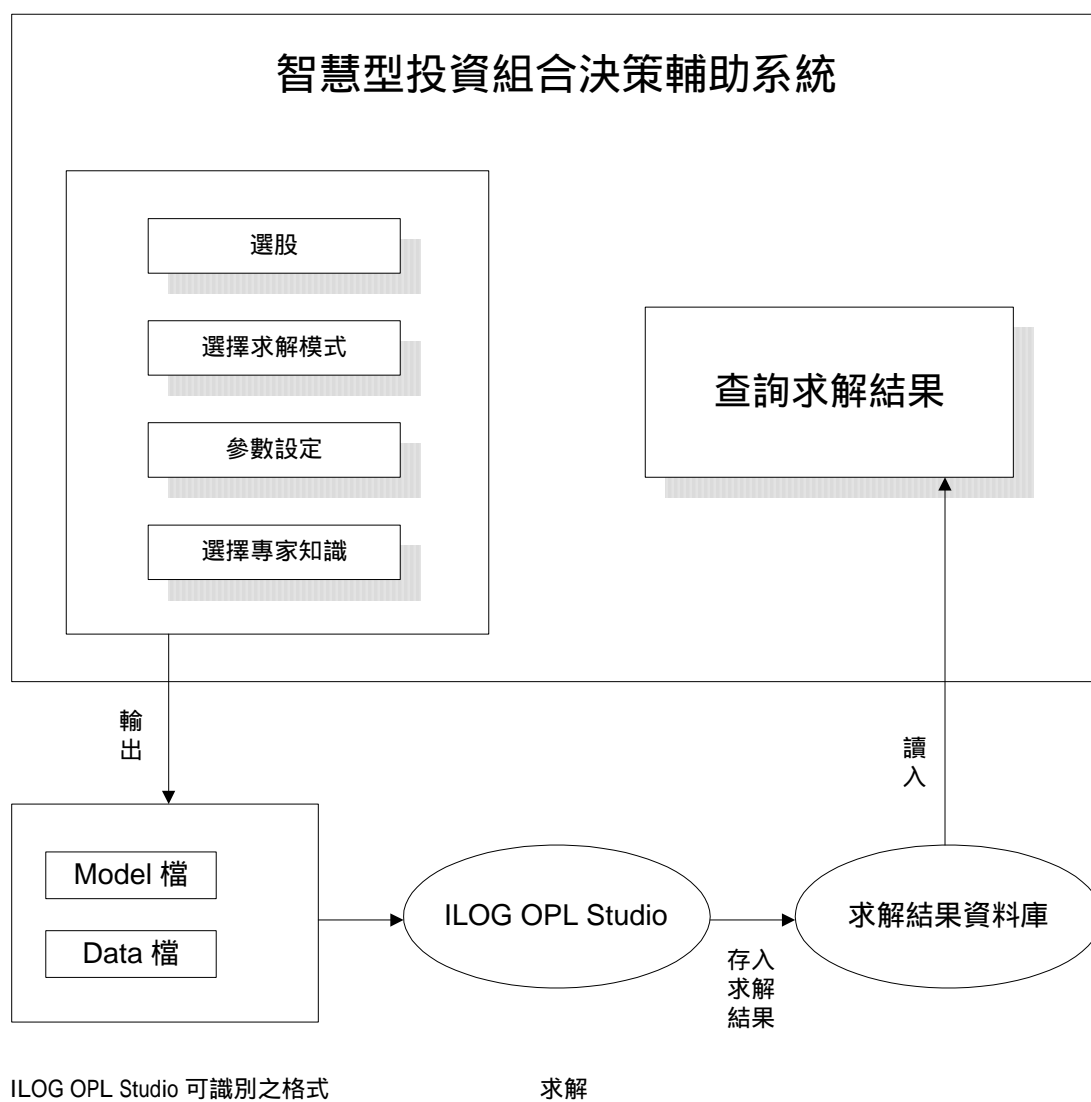 智慧型投資組合決策輔助系統
選股
選擇求解模式
參數設定
選擇專家知識
查詢求解結果
輸
出
讀
入
Model 檔
Data 檔
ILOG OPL Studio
求解結果資料庫
存入
求解
結果
ILOG OPL Studio 可識別之格式
求解